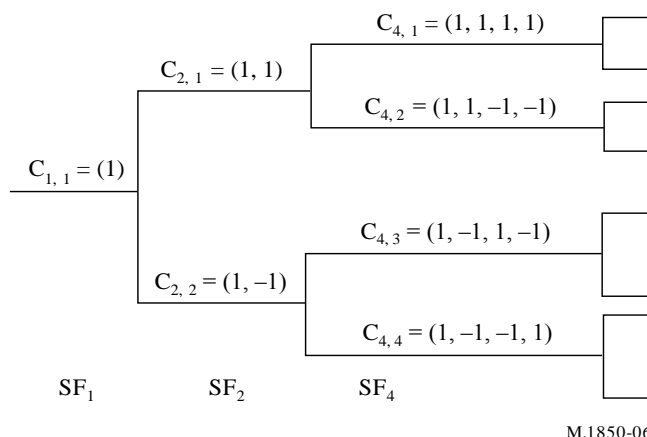 C4, 1 = (1, 1, 1, 1)
C2, 1 = (1, 1)
C4, 2 = (1, 1, –1, –1)
C1, 1 = (1)
C4, 3 = (1, –1, 1, –1)
C2, 2 = (1, –1)
C4, 4 = (1, –1, –1, 1)
SF1 SF2 SF4
M.1850-06